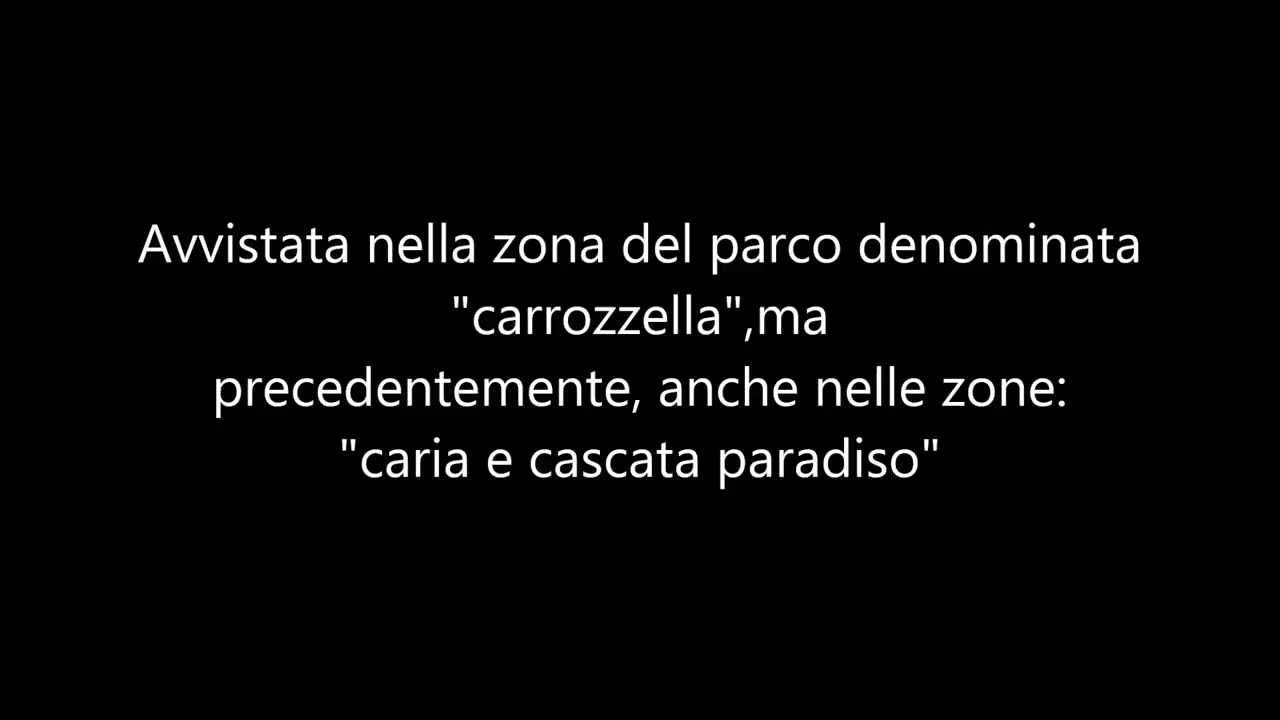 Avvistata nella zona del parco denominata
"carrozzella",ma
precedentemente, anche nelle zone:
"caria e cascata paradiso"